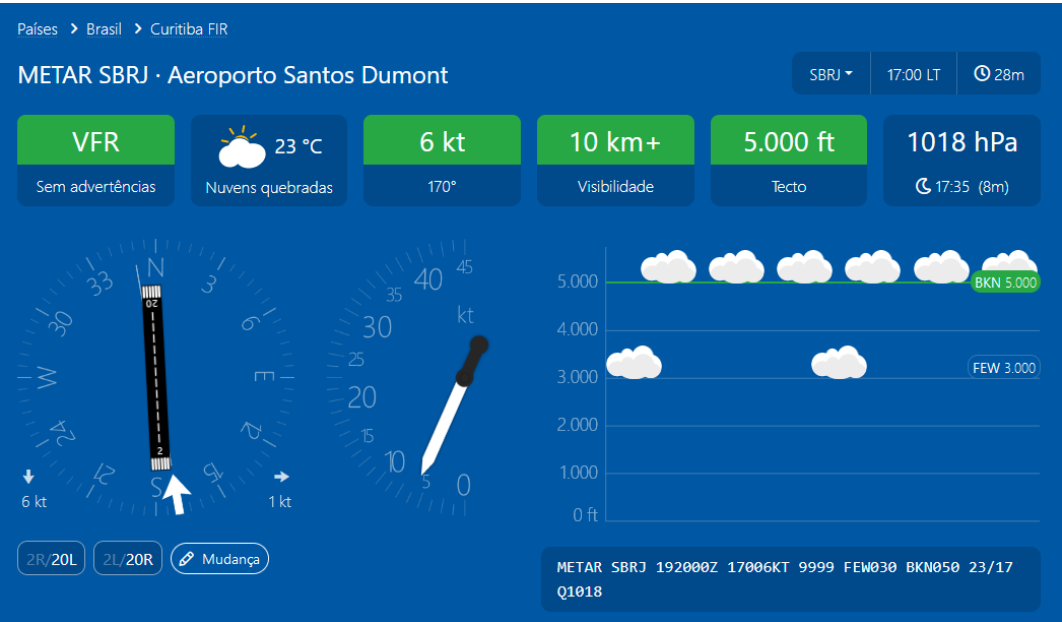 Países > Brasil > Curitiba FIR
METAR SBRJ · Aeroporto Santos Dumont
SBRJ 17:00 LT 28m
VFR
Sem advertências
23 °C
Nuvens quebradas
6 kt
170°
10 km+
Visibilidade
5.000 ft
Tecto
1018 hPa
17:35 (8m)
N
3
6
E
12
15
S
21
24
W
30
33
20
2
6 kt
1 kt
45
40
35
kt
30
25
20
15
10
5
0
5.000
BKN 5.000
4.000
3.000
FEW 3.000
2.000
1.000
0 ft
2R/20L 2L/20R Mudança
METAR SBRJ 192000Z 17006KT 9999 FEW030 BKN050 23/17
Q1018